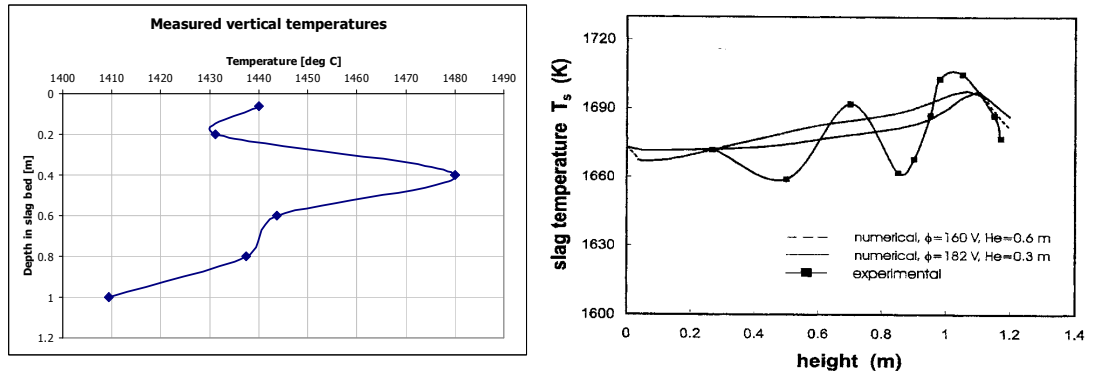 Measured vertical temperatures
Temperature [deg C]
1400 1410 1420 1430 1440 1450 1460 1470 1480 1490
Depth in slag bed [m]
0
0.2
0.4
0.6
0.8
1
1.2
slag temperature Ts (K)
1720
1690
1660
1630
1600
numerical, ϕ=160 V, He=0.6 m
numerical, ϕ=182 V, He=0.3 m
experimental
0 0.2 0.4 0.6 0.8 1 1.2 1.4
height (m)